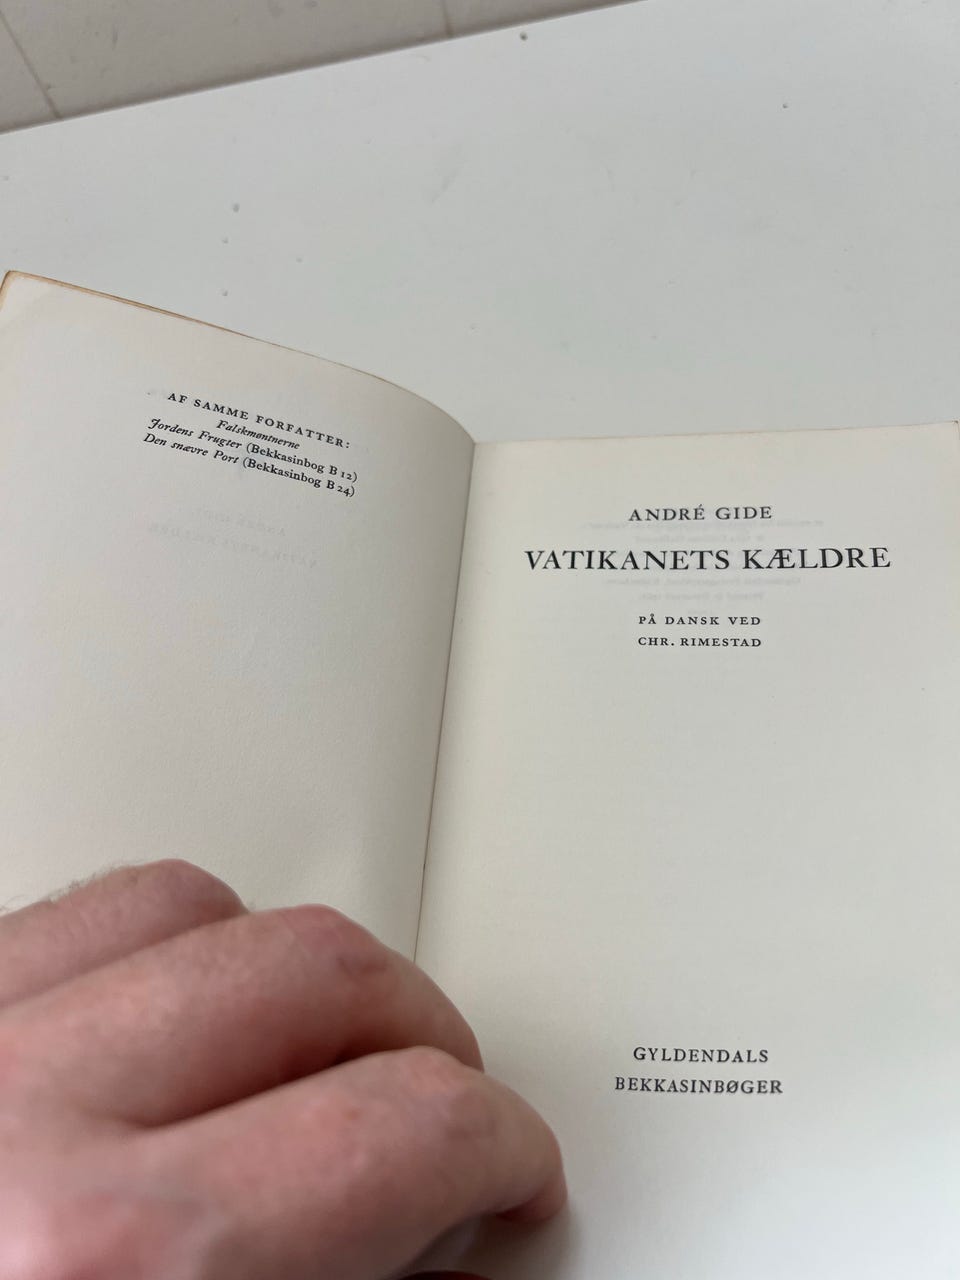 AF SAMME FORFATTER:
Falskmøntnerne
Jordens Frugter (Bekkasinbog B 12)
Den snævre Port (Bekkasinbog B 24)
ANDRÉ GIDE
VATIKANETS KÆLDRE
PÅ DANSK VED
CHR. RIMESTAD
GYLDENDALS
BEKKASINBØGER